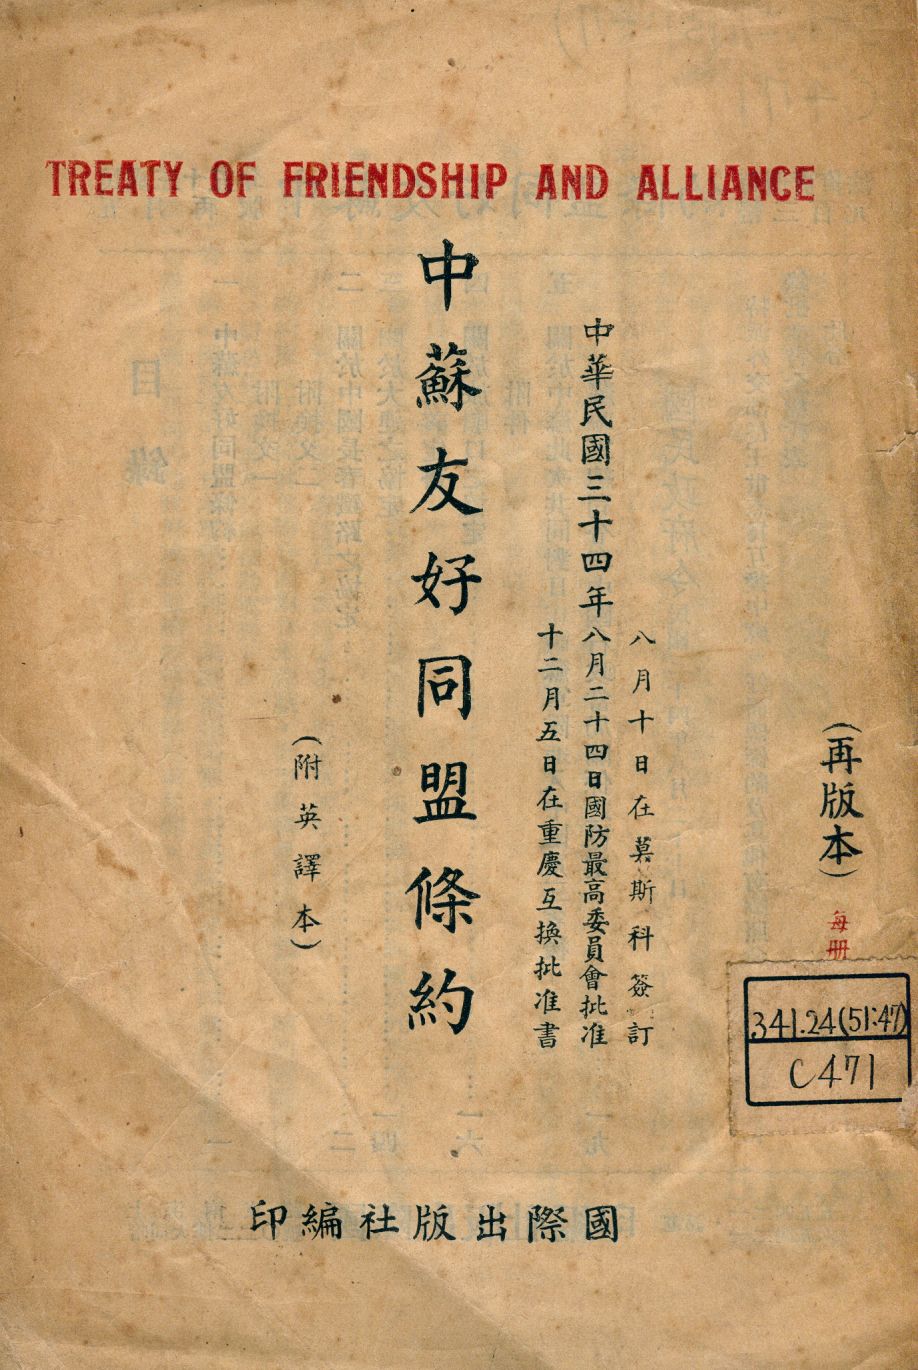 TREATY OF FRIENDSHIP AND ALLIANCE
(再版本)
每冊
八月十日在莫斯科簽訂
中華民國三十四年八月二十四日國防最高委員會批准
十二月五日在重慶互換批准書
中蘇友好同盟條約
(附英譯本)
341.24(51:47)
C471
國際出版社編印